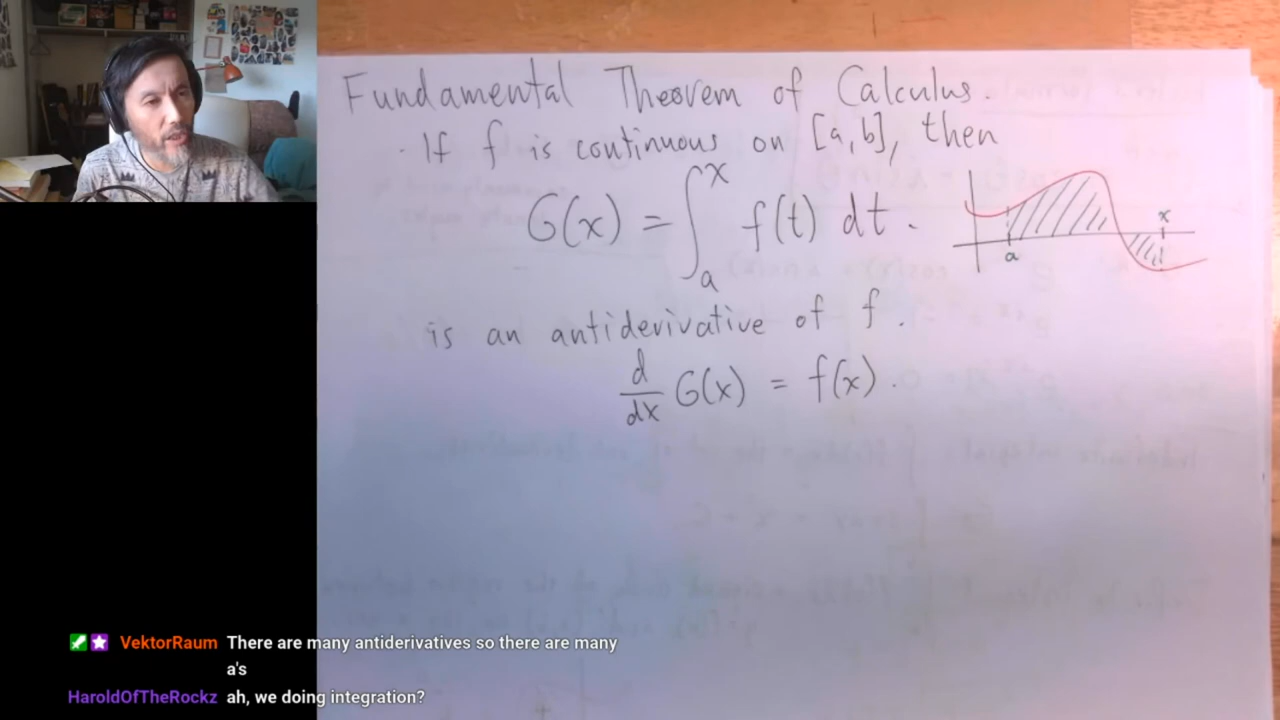 Fundamental Theorem of Calculus.
· If f is continuous on [a,b], then
G(x) = ∫_a^x f(t) dt.
a
x
is an antiderivative of f.
d/dx G(x) = f(x).
VektorRaum There are many antiderivatives so there are many
a's
HaroldOfTheRockz ah, we doing integration?